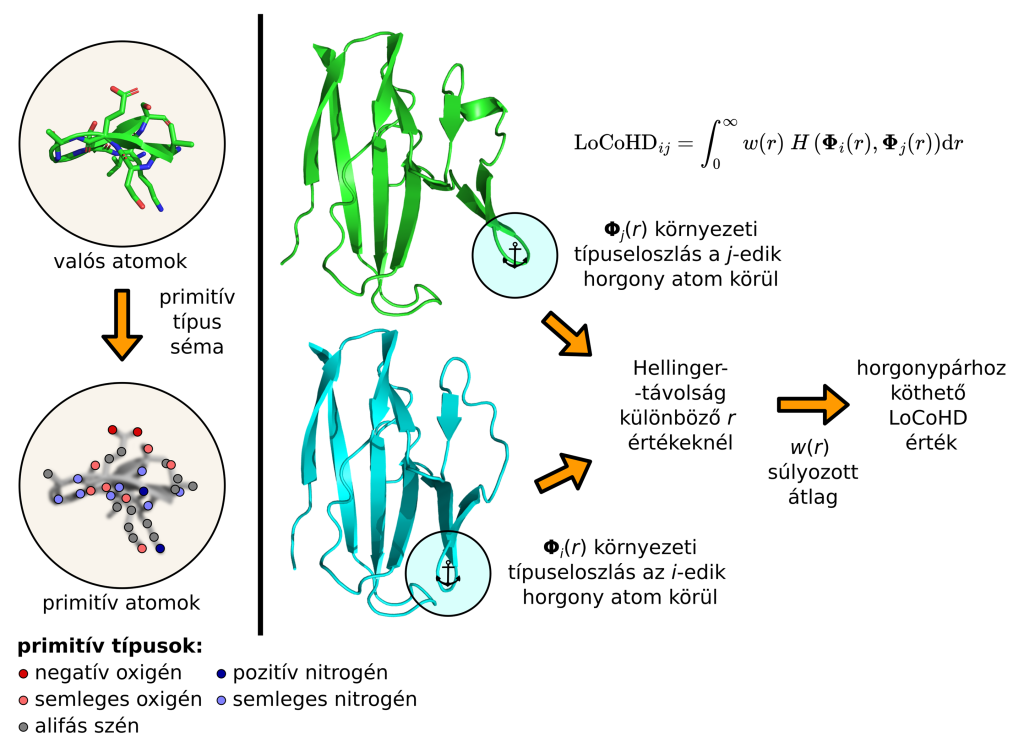 valós atomok
primitív
típus
séma
primitív atomok
primitív típusok:
negatív oxigén
pozitív nitrogén
semleges oxigén
semleges nitrogén
alifás szén
LoCoHD_{ij} = ∫_0^∞ w(r) H (Φ_i(r), Φ_j(r))dr
Φ_j(r) környezeti
típuseloszlás a j-edik
horgony atom körül
Hellinger-
-távolság
különböző r
értékeknél
w(r)
súlyozott
átlag
horgonypárhoz
köthető
LoCoHD
érték
Φ_i(r) környezeti
típuseloszlás az i-edik
horgony atom körül